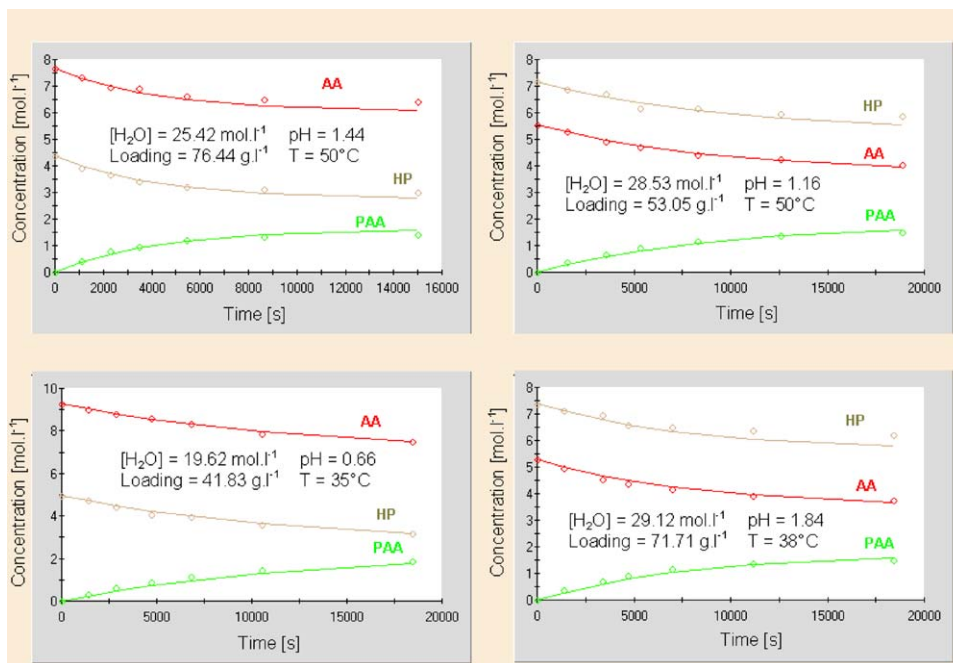 Concentration [mol.l⁻¹]
8
7
6
5
4
3
2
1
0
AA
[H₂O] = 25.42 mol.l⁻¹ pH = 1.44
Loading = 76.44 g.l⁻¹ T = 50°C
HP
PAA
0 2000 4000 6000 8000 10000 12000 14000 16000
Time [s]
Concentration [mol.l⁻¹]
8
7
6
5
4
3
2
1
0
HP
AA
[H₂O] = 28.53 mol.l⁻¹ pH = 1.16
Loading = 53.05 g.l⁻¹ T = 50°C
PAA
0 5000 10000 15000 20000
Time [s]
Concentration [mol.l⁻¹]
10
8
6
4
2
0
AA
[H₂O] = 19.62 mol.l⁻¹ pH = 0.66
Loading = 41.83 g.l⁻¹ T = 35°C
HP
PAA
0 5000 10000 15000 20000
Time [s]
Concentration [mol.l⁻¹]
8
7
6
5
4
3
2
1
0
HP
AA
[H₂O] = 29.12 mol.l⁻¹ pH = 1.84
Loading = 71.71 g.l⁻¹ T = 38°C
PAA
0 5000 10000 15000 20000
Time [s]